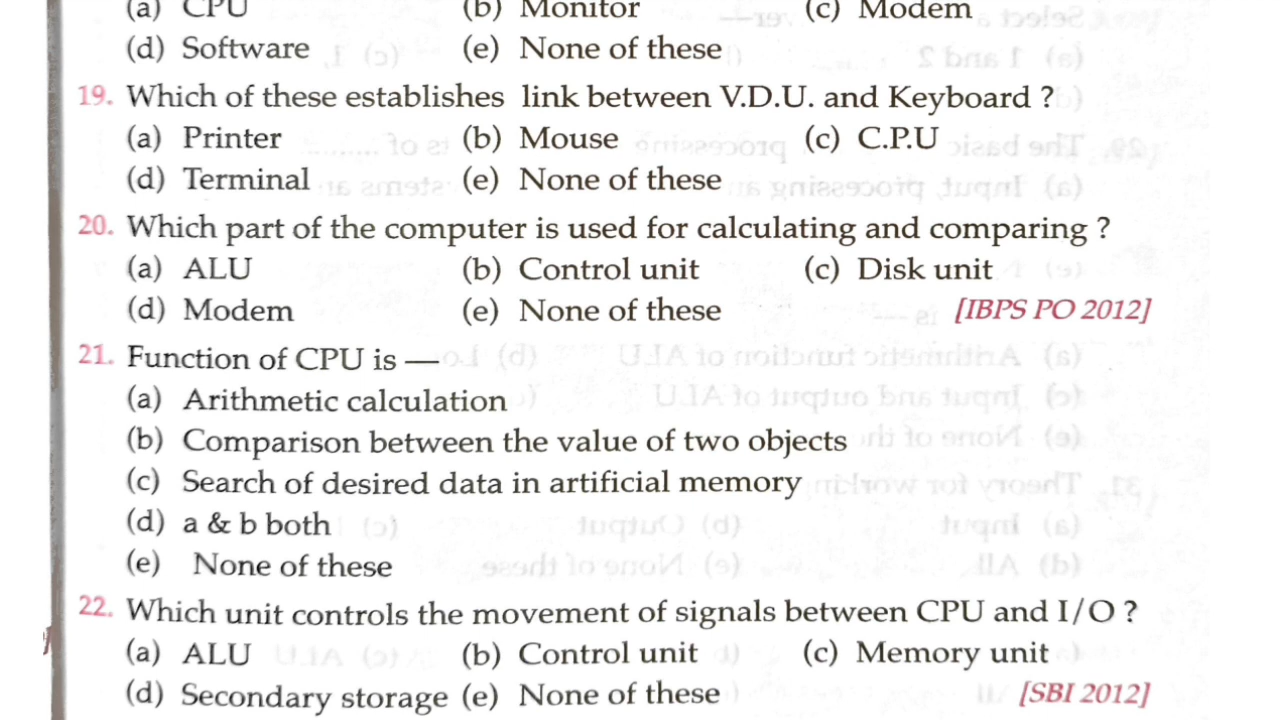 (a) CPU (b) Monitor (c) Modem
(d) Software (e) None of these
19. Which of these establishes link between V.D.U. and Keyboard ?
(a) Printer (b) Mouse (c) C.P.U
(d) Terminal (e) None of these
20. Which part of the computer is used for calculating and comparing ?
(a) ALU (b) Control unit (c) Disk unit
(d) Modem (e) None of these [IBPS PO 2012]
21. Function of CPU is —
(a) Arithmetic calculation
(b) Comparison between the value of two objects
(c) Search of desired data in artificial memory
(d) a & b both
(e) None of these
22. Which unit controls the movement of signals between CPU and I/O ?
(a) ALU (b) Control unit (c) Memory unit
(d) Secondary storage (e) None of these [SBI 2012]